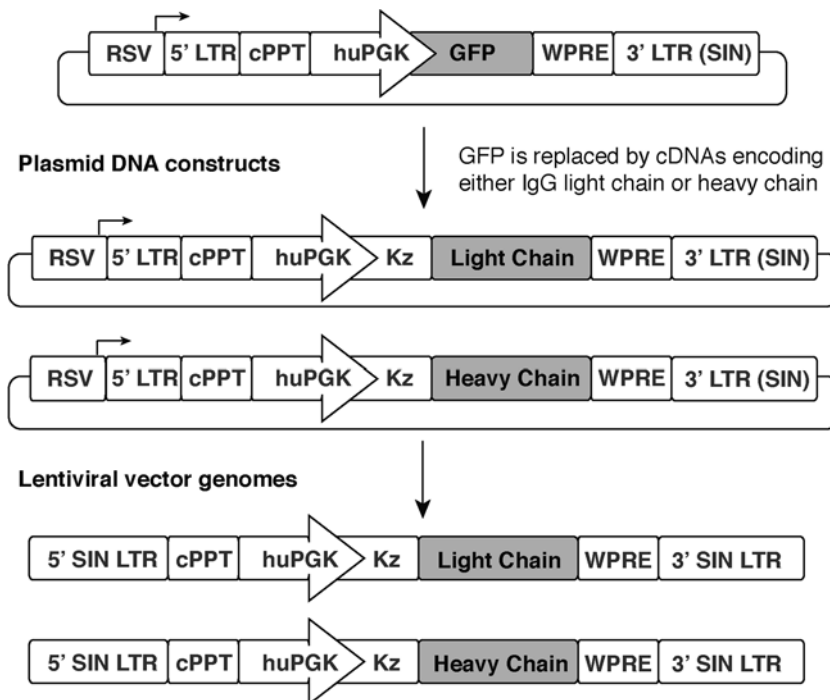 RSV 5' LTR cPPT huPGK GFP WPRE 3' LTR (SIN)
Plasmid DNA constructs
GFP is replaced by cDNAs encoding
either IgG light chain or heavy chain
RSV 5' LTR cPPT huPGK Kz Light Chain WPRE 3' LTR (SIN)
RSV 5' LTR cPPT huPGK Kz Heavy Chain WPRE 3' LTR (SIN)
Lentiviral vector genomes
5' SIN LTR cPPT huPGK Kz Light Chain WPRE 3' SIN LTR
5' SIN LTR cPPT huPGK Kz Heavy Chain WPRE 3' SIN LTR